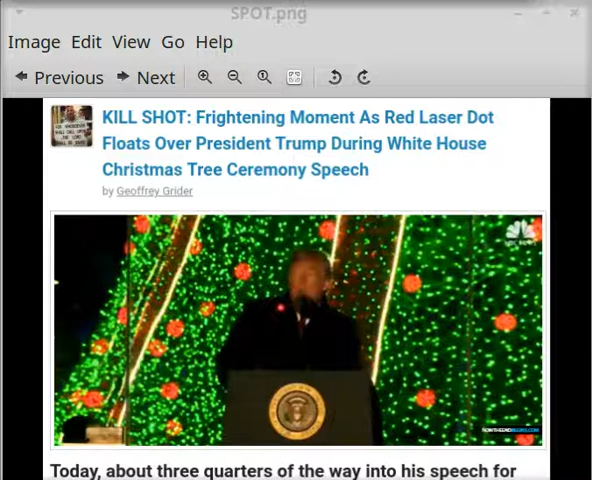 SPOT.png
Image Edit View Go Help
Previous Next
KILL SHOT: Frightening Moment As Red Laser Dot
Floats Over President Trump During White House
Christmas Tree Ceremony Speech
by Geoffrey Grider
Today, about three quarters of the way into his speech for